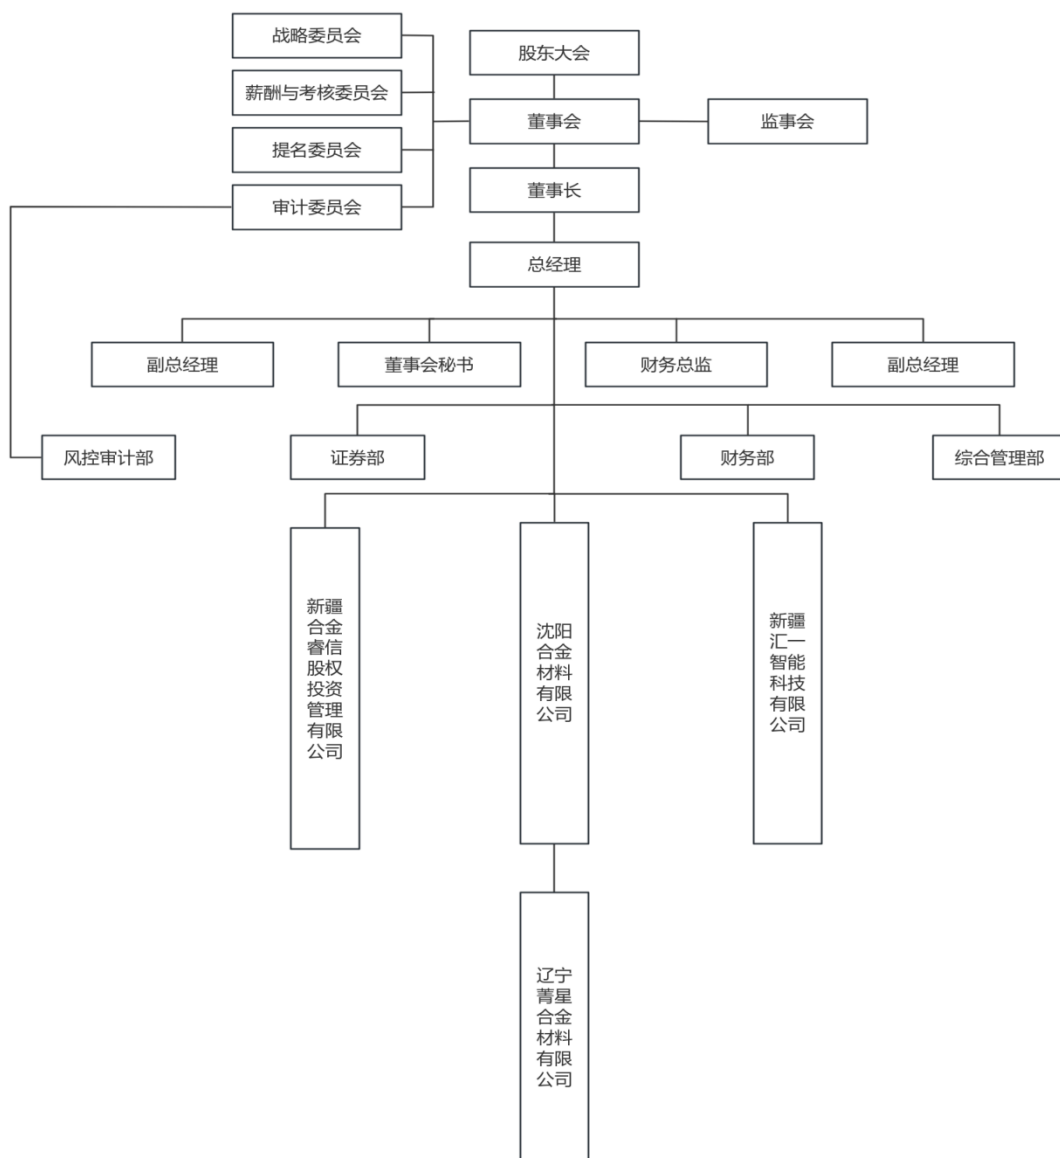 战略委员会
股东大会
薪酬与考核委员会
董事会
监事会
提名委员会
董事长
审计委员会
总经理
副总经理
董事会秘书
财务总监
副总经理
风控审计部
证券部
财务部
综合管理部
新疆
合金
睿信
股权
投资
管理
有限
公司
沈阳
合金
材料
有限
公司
新疆
汇一
智能
科技
有限
公司
辽宁
菁星
合金
材料
有限
公司